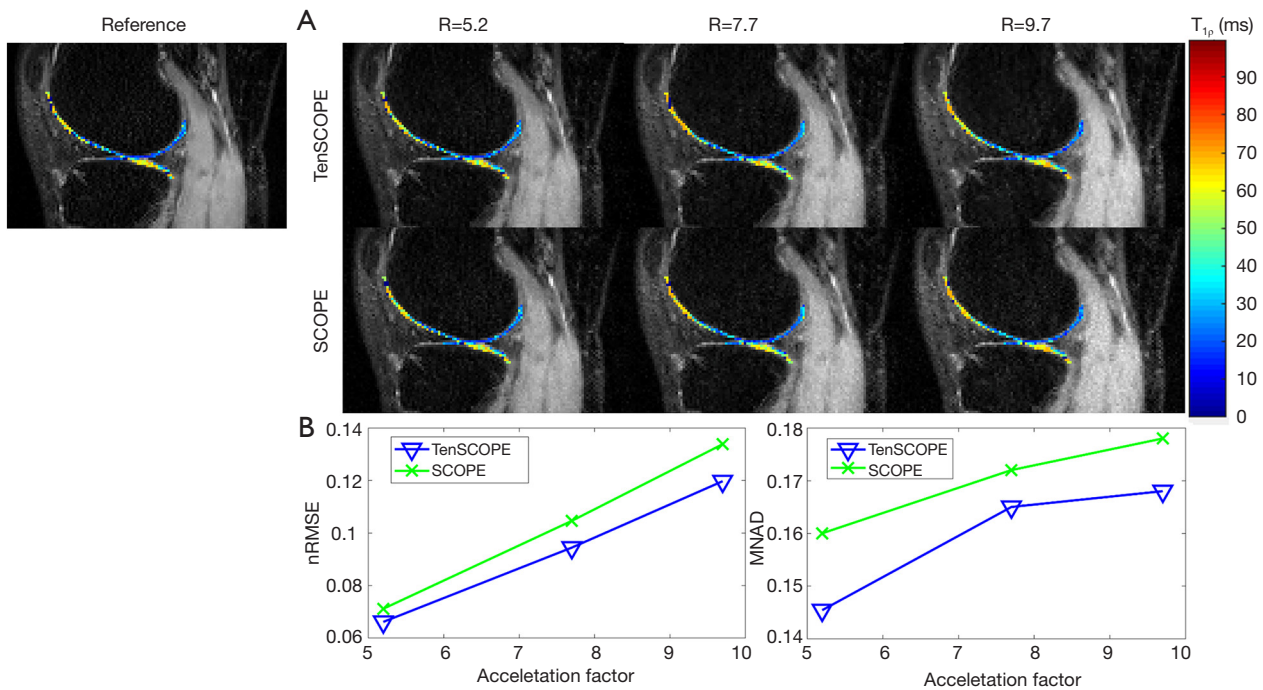 Reference
A
R=5.2
R=7.7
R=9.7
T1ρ (ms)
TenSCOPE
SCOPE
90
80
70
60
50
40
30
20
10
0
B
0.14
0.12
0.1
0.08
0.06
nRMSE
TenSCOPE
SCOPE
5
6
7
8
9
10
Acceletation factor
0.18
0.17
0.16
0.15
0.14
MNAD
TenSCOPE
SCOPE
5
6
7
8
9
10
Acceletation factor